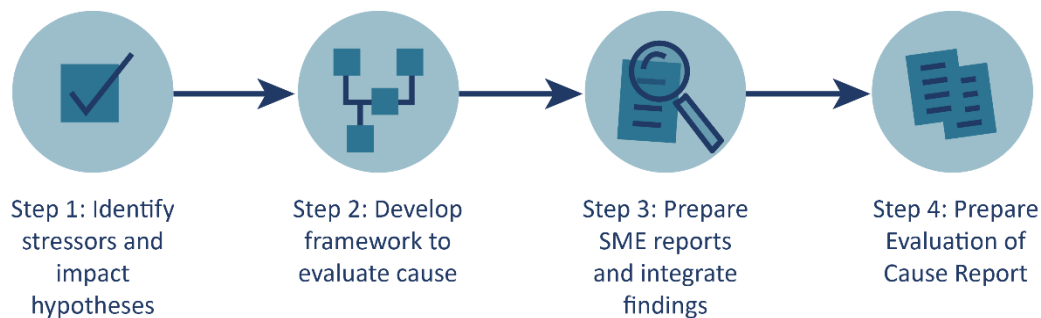 Step 1: Identify
stressors and
impact
hypotheses
Step 2: Develop
framework to
evaluate cause
Step 3: Prepare
SME reports
and integrate
findings
Step 4: Prepare
Evaluation of
Cause Report